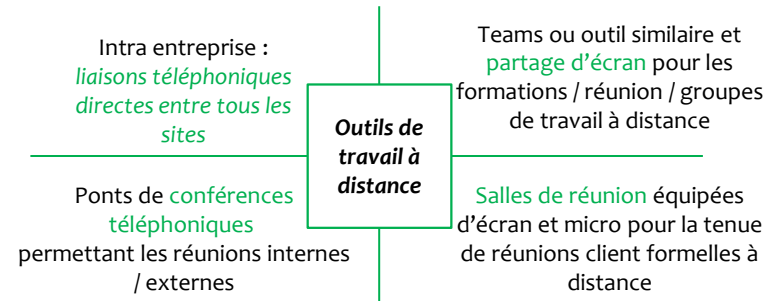 Intra entreprise :
liaisons téléphoniques
directes entre tous les
sites
Teams ou outil similaire et
partage d’écran pour les
formations / réunion / groupes
de travail à distance
Outils de
travail à
distance
Ponts de conférences
téléphoniques
permettant les réunions internes
/ externes
Salles de réunion équipées
d’écran et micro pour la tenue
de réunions client formelles à
distance